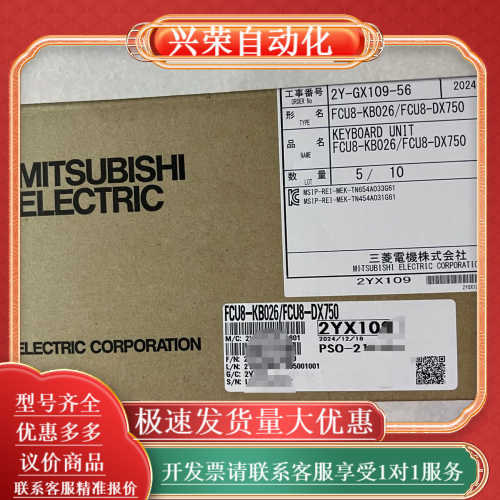 兴荣自动化
工事番号 2Y-GX109-56 2024
ORDER No
形 名 FCU8-KB026/FCU8-DX750
TYPE
品 名 KEYBOARD UNIT
NAME FCU8-KB026/FCU8-DX750
数 量 5/ 10
LOT
MSIP-REI-MEK-TN654A033G61
MSIP-REI-MEK-TN454A031G61
三菱電機株式会社
MITSUBISHI ELECTRIC CORPORATION
2YX109
MITSUBISHI
ELECTRIC
ELECTRIC CORPORATION
FCU8-KB026/FCU8-DX750
2YX109
M/C:
2024/12/18
PSO-2
F/N:
L/N:
G/C:
S/N:
型号齐全
优惠多多
议价商品
联系客服精准报价
极速发货量大优惠
开发票请联系客服享受1对1服务